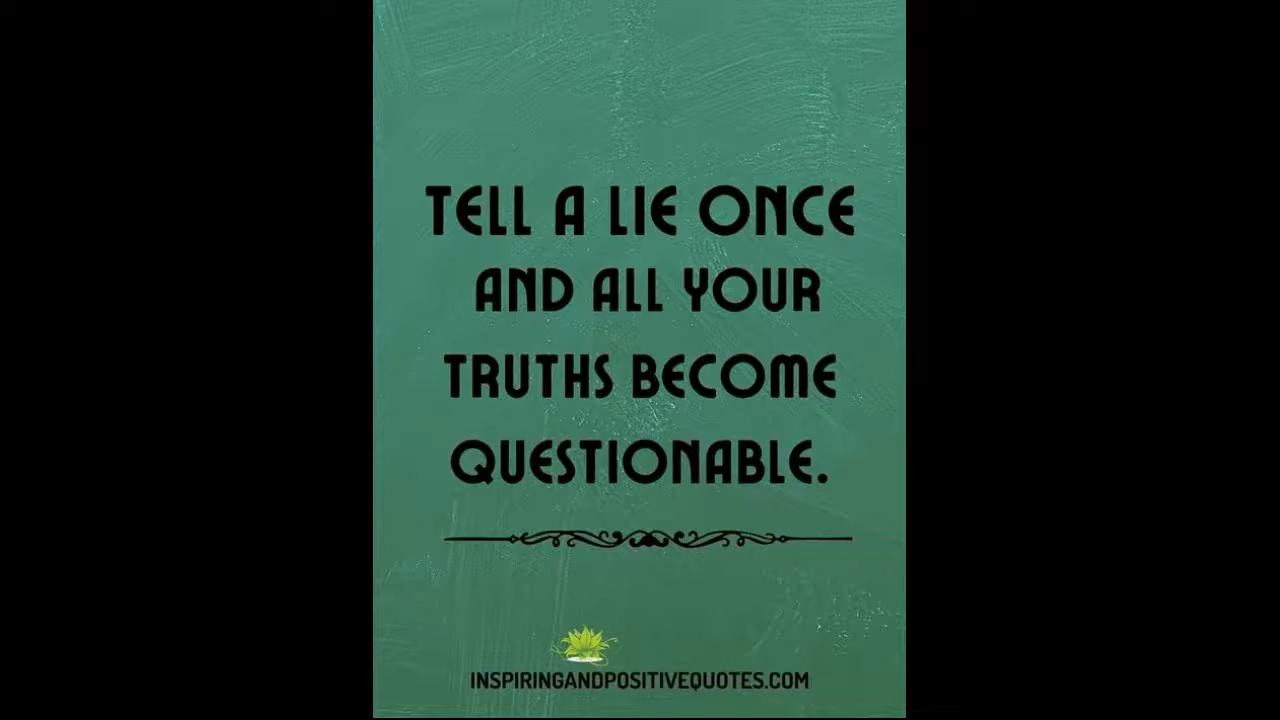 TELL A LIE ONCE
AND ALL YOUR
TRUTHS BECOME
QUESTIONABLE.
INSPIRINGANDPOSITIVEQUOTES.COM